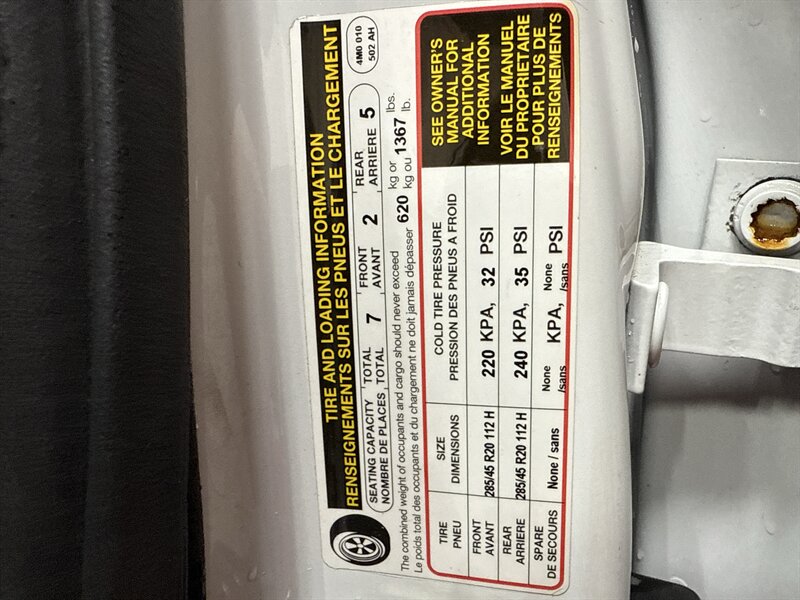 TIRE AND LOADING INFORMATION
RENSEIGNEMENTS SUR LES PNEUS ET LE CHARGEMENT
4M0 010
502 AH
SEATING CAPACITY TOTAL 7 FRONT 2 REAR 5
NOMBRE DE PLACES TOTAL AVANT ARRIERE
The combined weight of occupants and cargo should never exceed 620 kg or 1367 lbs.
Le poids total des occupants et du chargement ne doit jamais dépasser kg ou lb.
TIRE SIZE COLD TIRE PRESSURE
PNEU DIMENSIONS PRESSION DES PNEUS A FROID
FRONT
AVANT 285/45 R20 112 H 220 KPA, 32 PSI
REAR
ARRIERE 285/45 R20 112 H 240 KPA, 35 PSI
SPARE
DE SECOURS None / sans None /sans KPA, None /sans PSI
SEE OWNER'S
MANUAL FOR
ADDITIONAL
INFORMATION
VOIR LE MANUEL
DU PROPRIETAIRE
POUR PLUS DE
RENSEIGNEMENTS